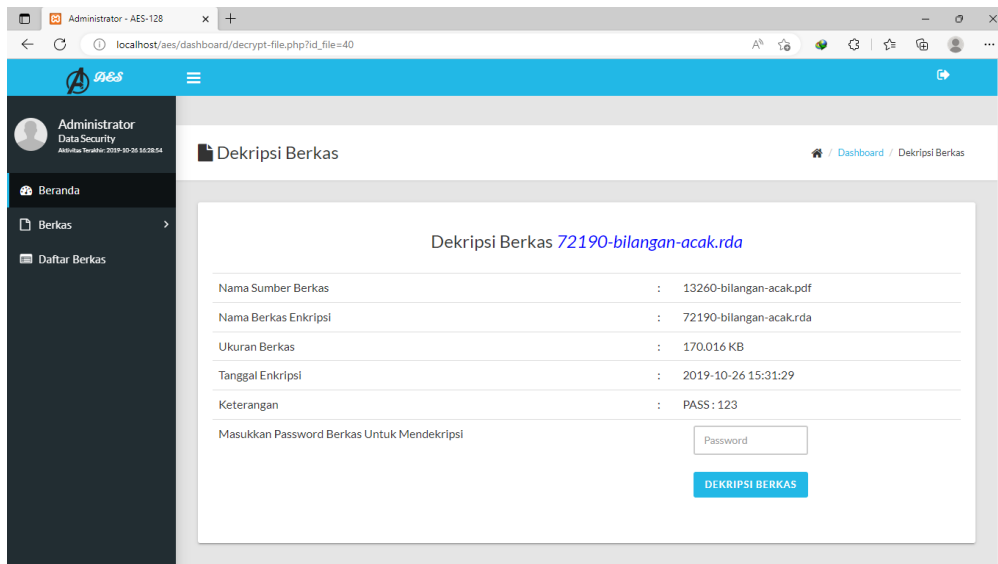 Administrator - AES-128
localhost/aes/dashboard/decrypt-file.php?id_file=40
AES
Administrator
Data Security
Aktivitas Terakhir: 2019-10-26 16:28:54
Beranda
Berkas
Daftar Berkas
Dekripsi Berkas
/ Dashboard / Dekripsi Berkas
Dekripsi Berkas 72190-bilangan-acak.rda
Nama Sumber Berkas : 13260-bilangan-acak.pdf
Nama Berkas Enkripsi : 72190-bilangan-acak.rda
Ukuran Berkas : 170.016 KB
Tanggal Enkripsi : 2019-10-26 15:31:29
Keterangan : PASS : 123
Masukkan Password Berkas Untuk Mendekripsi
Password
DEKRIPSI BERKAS